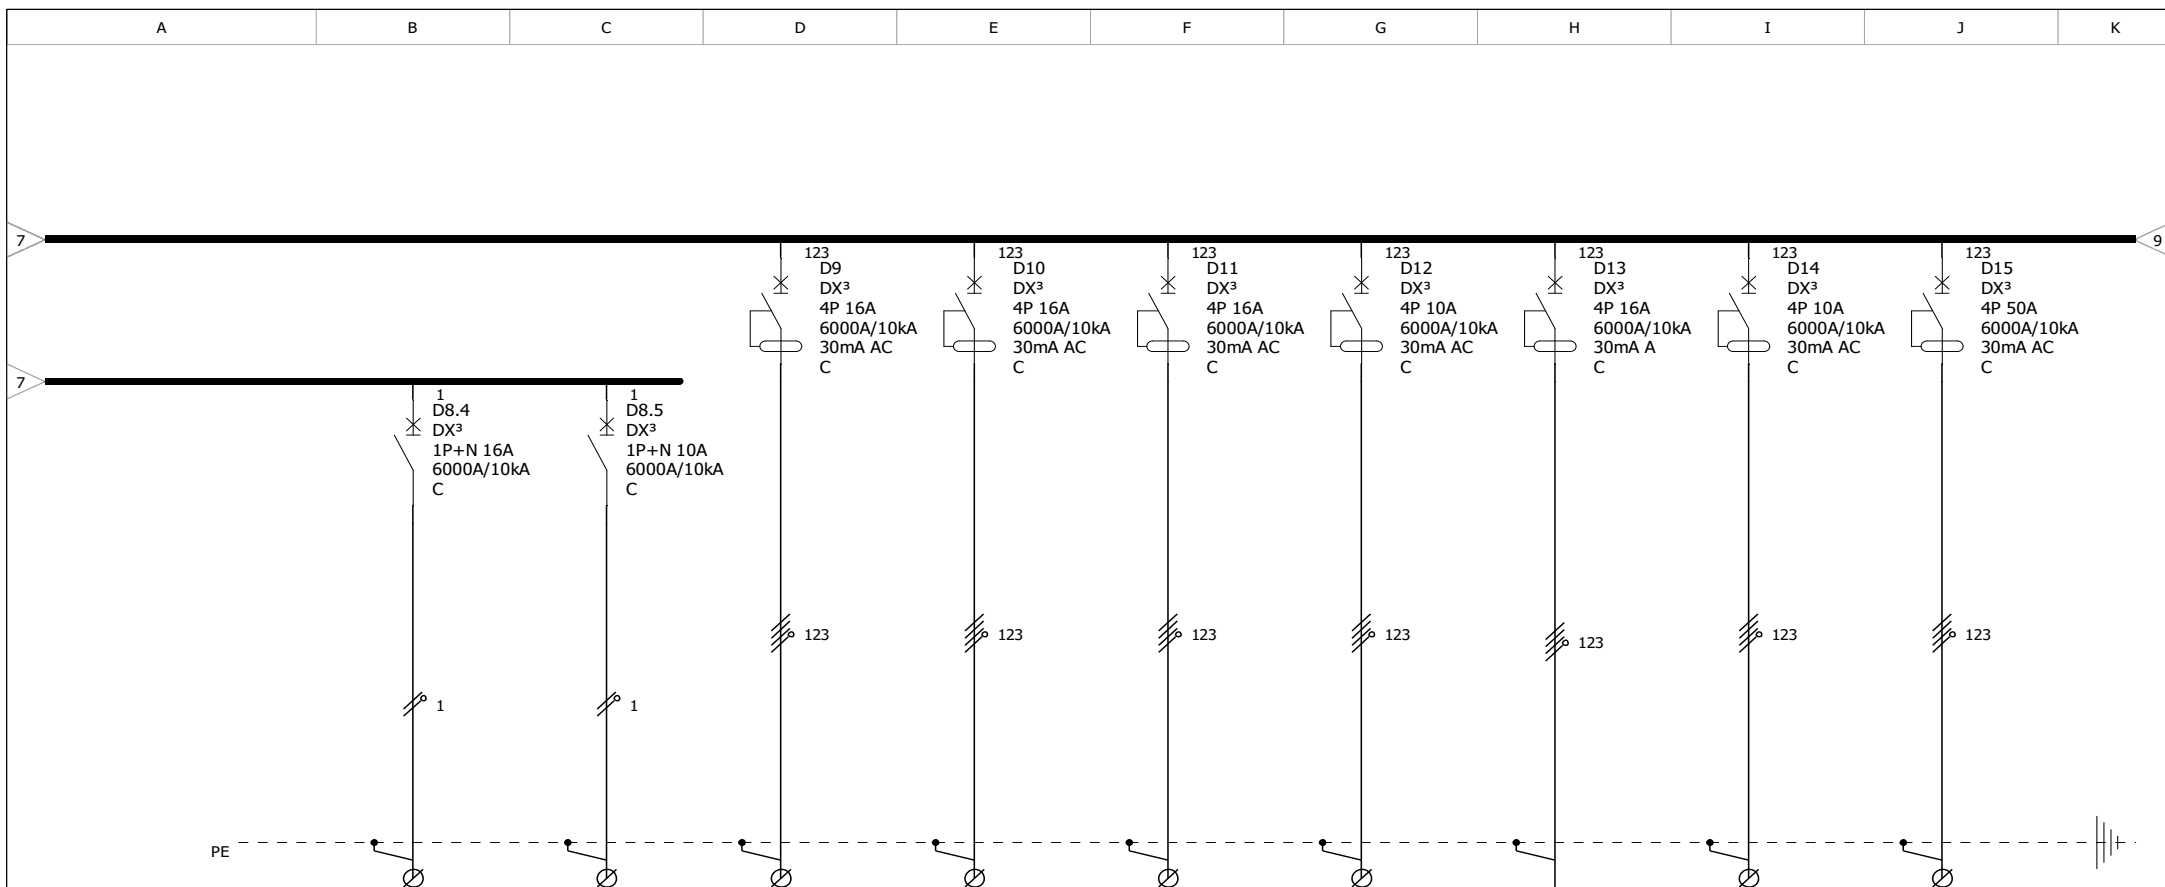 A B C D E F G H I J K
7 9
123
D9
DX³
4P 16A
6000A/10kA
30mA AC
C
123
D10
DX³
4P 16A
6000A/10kA
30mA AC
C
123
D11
DX³
4P 16A
6000A/10kA
30mA AC
C
123
D12
DX³
4P 10A
6000A/10kA
30mA AC
C
123
D13
DX³
4P 16A
6000A/10kA
30mA A
C
123
D14
DX³
4P 10A
6000A/10kA
30mA AC
C
123
D15
DX³
4P 50A
6000A/10kA
30mA AC
C
7
1
D8.4
DX³
1P+N 16A
6000A/10kA
C
1
D8.5
DX³
1P+N 10A
6000A/10kA
C
123 123 123 123 123 123 123
1 1
PE